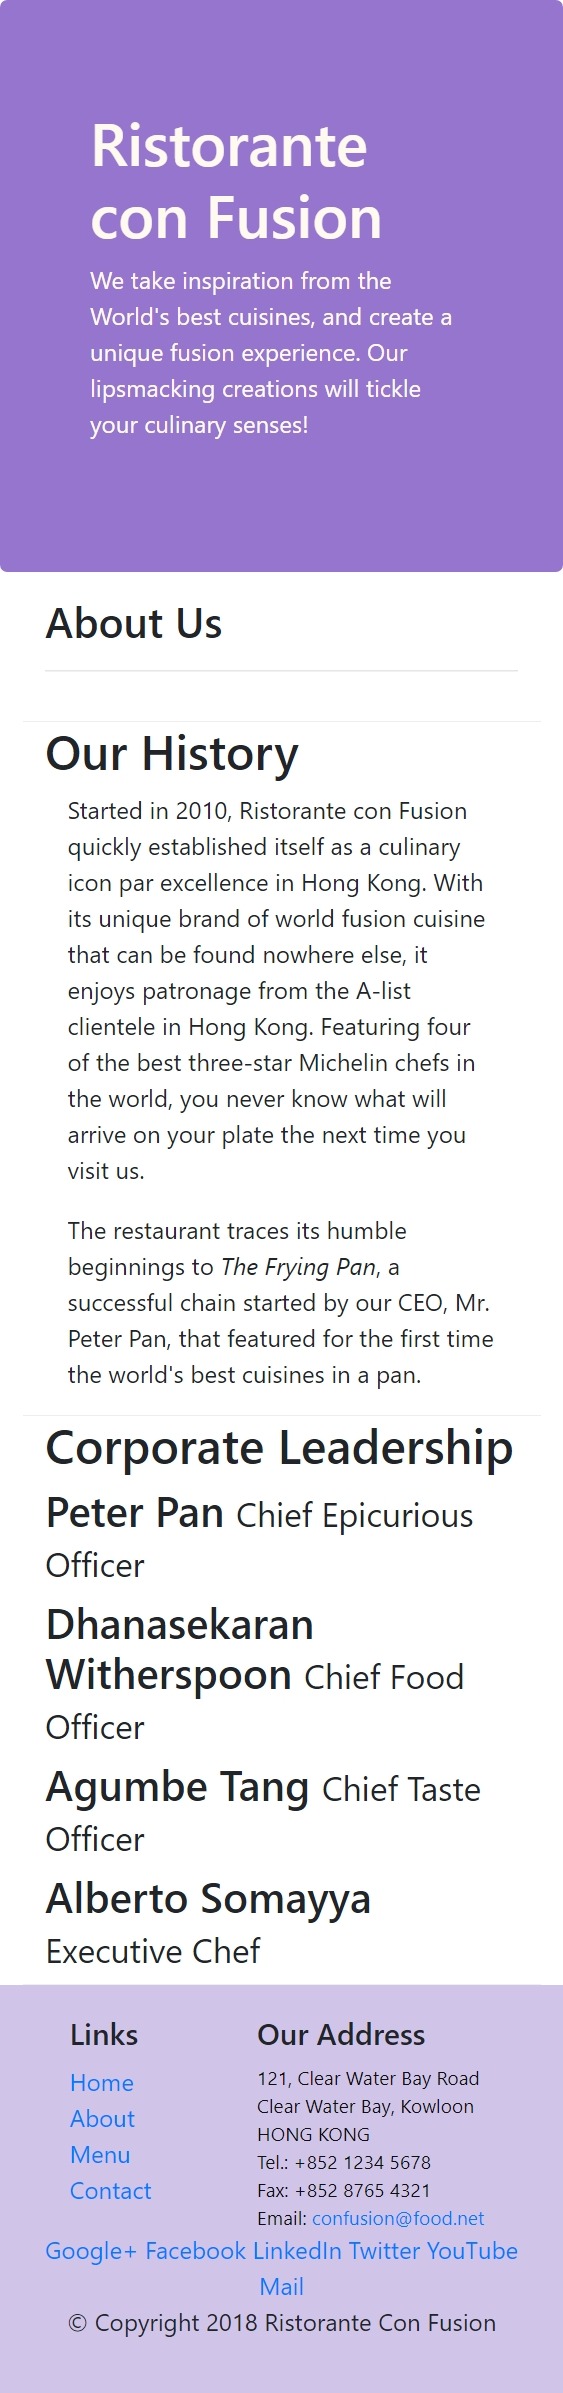 Ristorante
con Fusion
We take inspiration from the
World's best cuisines, and create a
unique fusion experience. Our
lipsmacking creations will tickle
your culinary senses!
About Us
Our History
Started in 2010, Ristorante con Fusion
quickly established itself as a culinary
icon par excellence in Hong Kong. With
its unique brand of world fusion cuisine
that can be found nowhere else, it
enjoys patronage from the A-list
clientele in Hong Kong. Featuring four
of the best three-star Michelin chefs in
the world, you never know what will
arrive on your plate the next time you
visit us.
The restaurant traces its humble
beginnings to The Frying Pan, a
successful chain started by our CEO, Mr.
Peter Pan, that featured for the first time
the world's best cuisines in a pan.
Corporate Leadership
Peter Pan Chief Epicurious
Officer
Dhanasekaran
Witherspoon Chief Food
Officer
Agumbe Tang Chief Taste
Officer
Alberto Somayya
Executive Chef
Links
Home
About
Menu
Contact
Our Address
121, Clear Water Bay Road
Clear Water Bay, Kowloon
HONG KONG
Tel.: +852 1234 5678
Fax: +852 8765 4321
Email: confusion@food.net
Google+ Facebook LinkedIn Twitter YouTube
Mail
© Copyright 2018 Ristorante Con Fusion